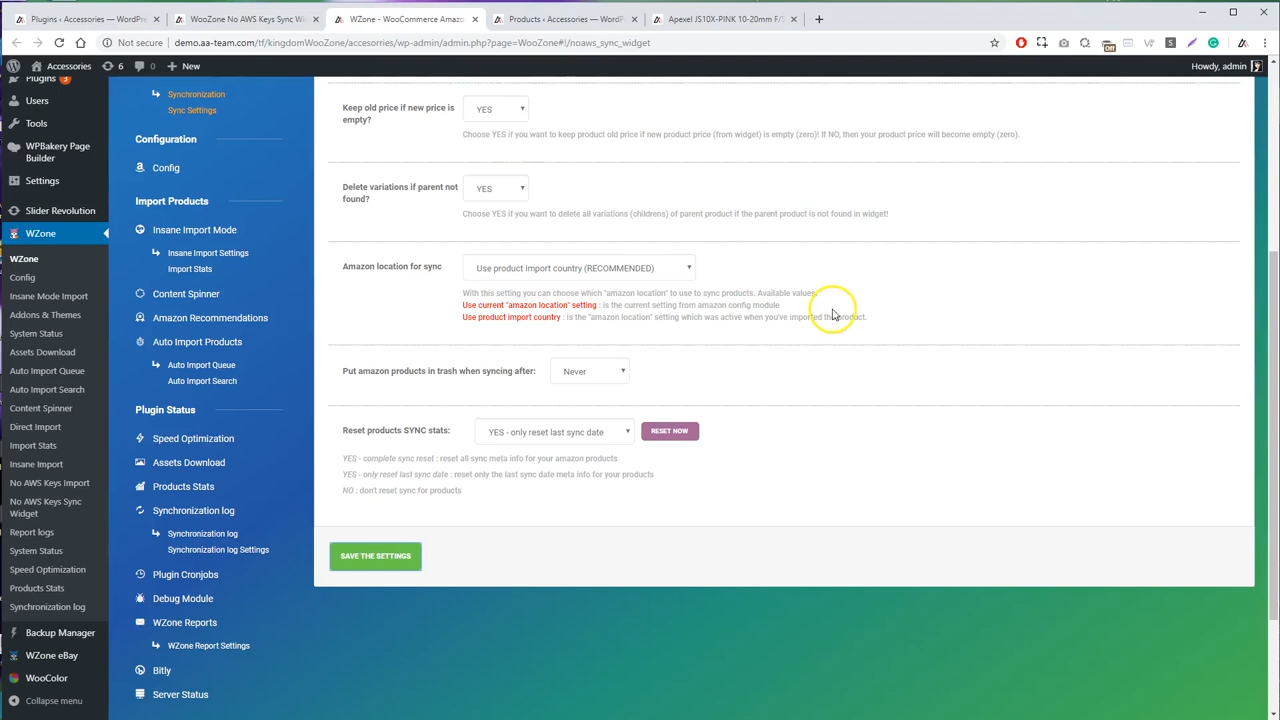 Plugins ‹ Accessories — WordPre
WooZone No AWS Keys Sync Wi
WZone - WooCommerce Amazo
Products ‹ Accessories — WordPr
Apexel JS10X-PINK 10-20mm F/5
Not secure
demo.aa-team.com/tf/kingdomWooZone/accesorries/wp-admin/admin.php?page=WooZone#!/noaws_sync_widget
Off
Accessories
6
0
New
Howdy, admin
Plugins
Users
Tools
WPBakery Page
Builder
Settings
Slider Revolution
WZone
WZone
Config
Insane Mode Import
Addons & Themes
System Status
Assets Download
Auto Import Queue
Auto Import Search
Content Spinner
Direct Import
Import Stats
Insane Import
No AWS Keys Import
No AWS Keys Sync
Widget
Report logs
System Status
Speed Optimization
Products Stats
Synchronization log
Backup Manager
WZone eBay
WooColor
Collapse menu
Synchronization
Sync Settings
Configuration
Config
Import Products
Insane Import Mode
Insane Import Settings
Import Stats
Content Spinner
Amazon Recommendations
Auto Import Products
Auto Import Queue
Auto Import Search
Plugin Status
Speed Optimization
Assets Download
Products Stats
Synchronization log
Synchronization log
Synchronization log Settings
Plugin Cronjobs
Debug Module
WZone Reports
WZone Report Settings
Bitly
Server Status
Keep old price if new price is
empty?
YES
Choose YES if you want to keep product old price if new product price (from widget) is empty (zero)! If NO, then your product price will become empty (zero).
Delete variations if parent not
found?
YES
Choose YES if you want to delete all variations (childrens) of parent product if the parent product is not found in widget!
Amazon location for sync
Use product import country (RECOMMENDED)
With this setting you can choose which "amazon location" to use to sync products. Available values:
Use current "amazon location" setting : is the current setting from amazon config module
Use product import country : is the "amazon location" setting which was active when you've imported the product.
Put amazon products in trash when syncing after:
Never
Reset products SYNC stats:
YES - only reset last sync date
RESET NOW
YES - complete sync reset : reset all sync meta info for your amazon products
YES - only reset last sync date : reset only the last sync date meta info for your products
NO : don't reset sync for products
SAVE THE SETTINGS